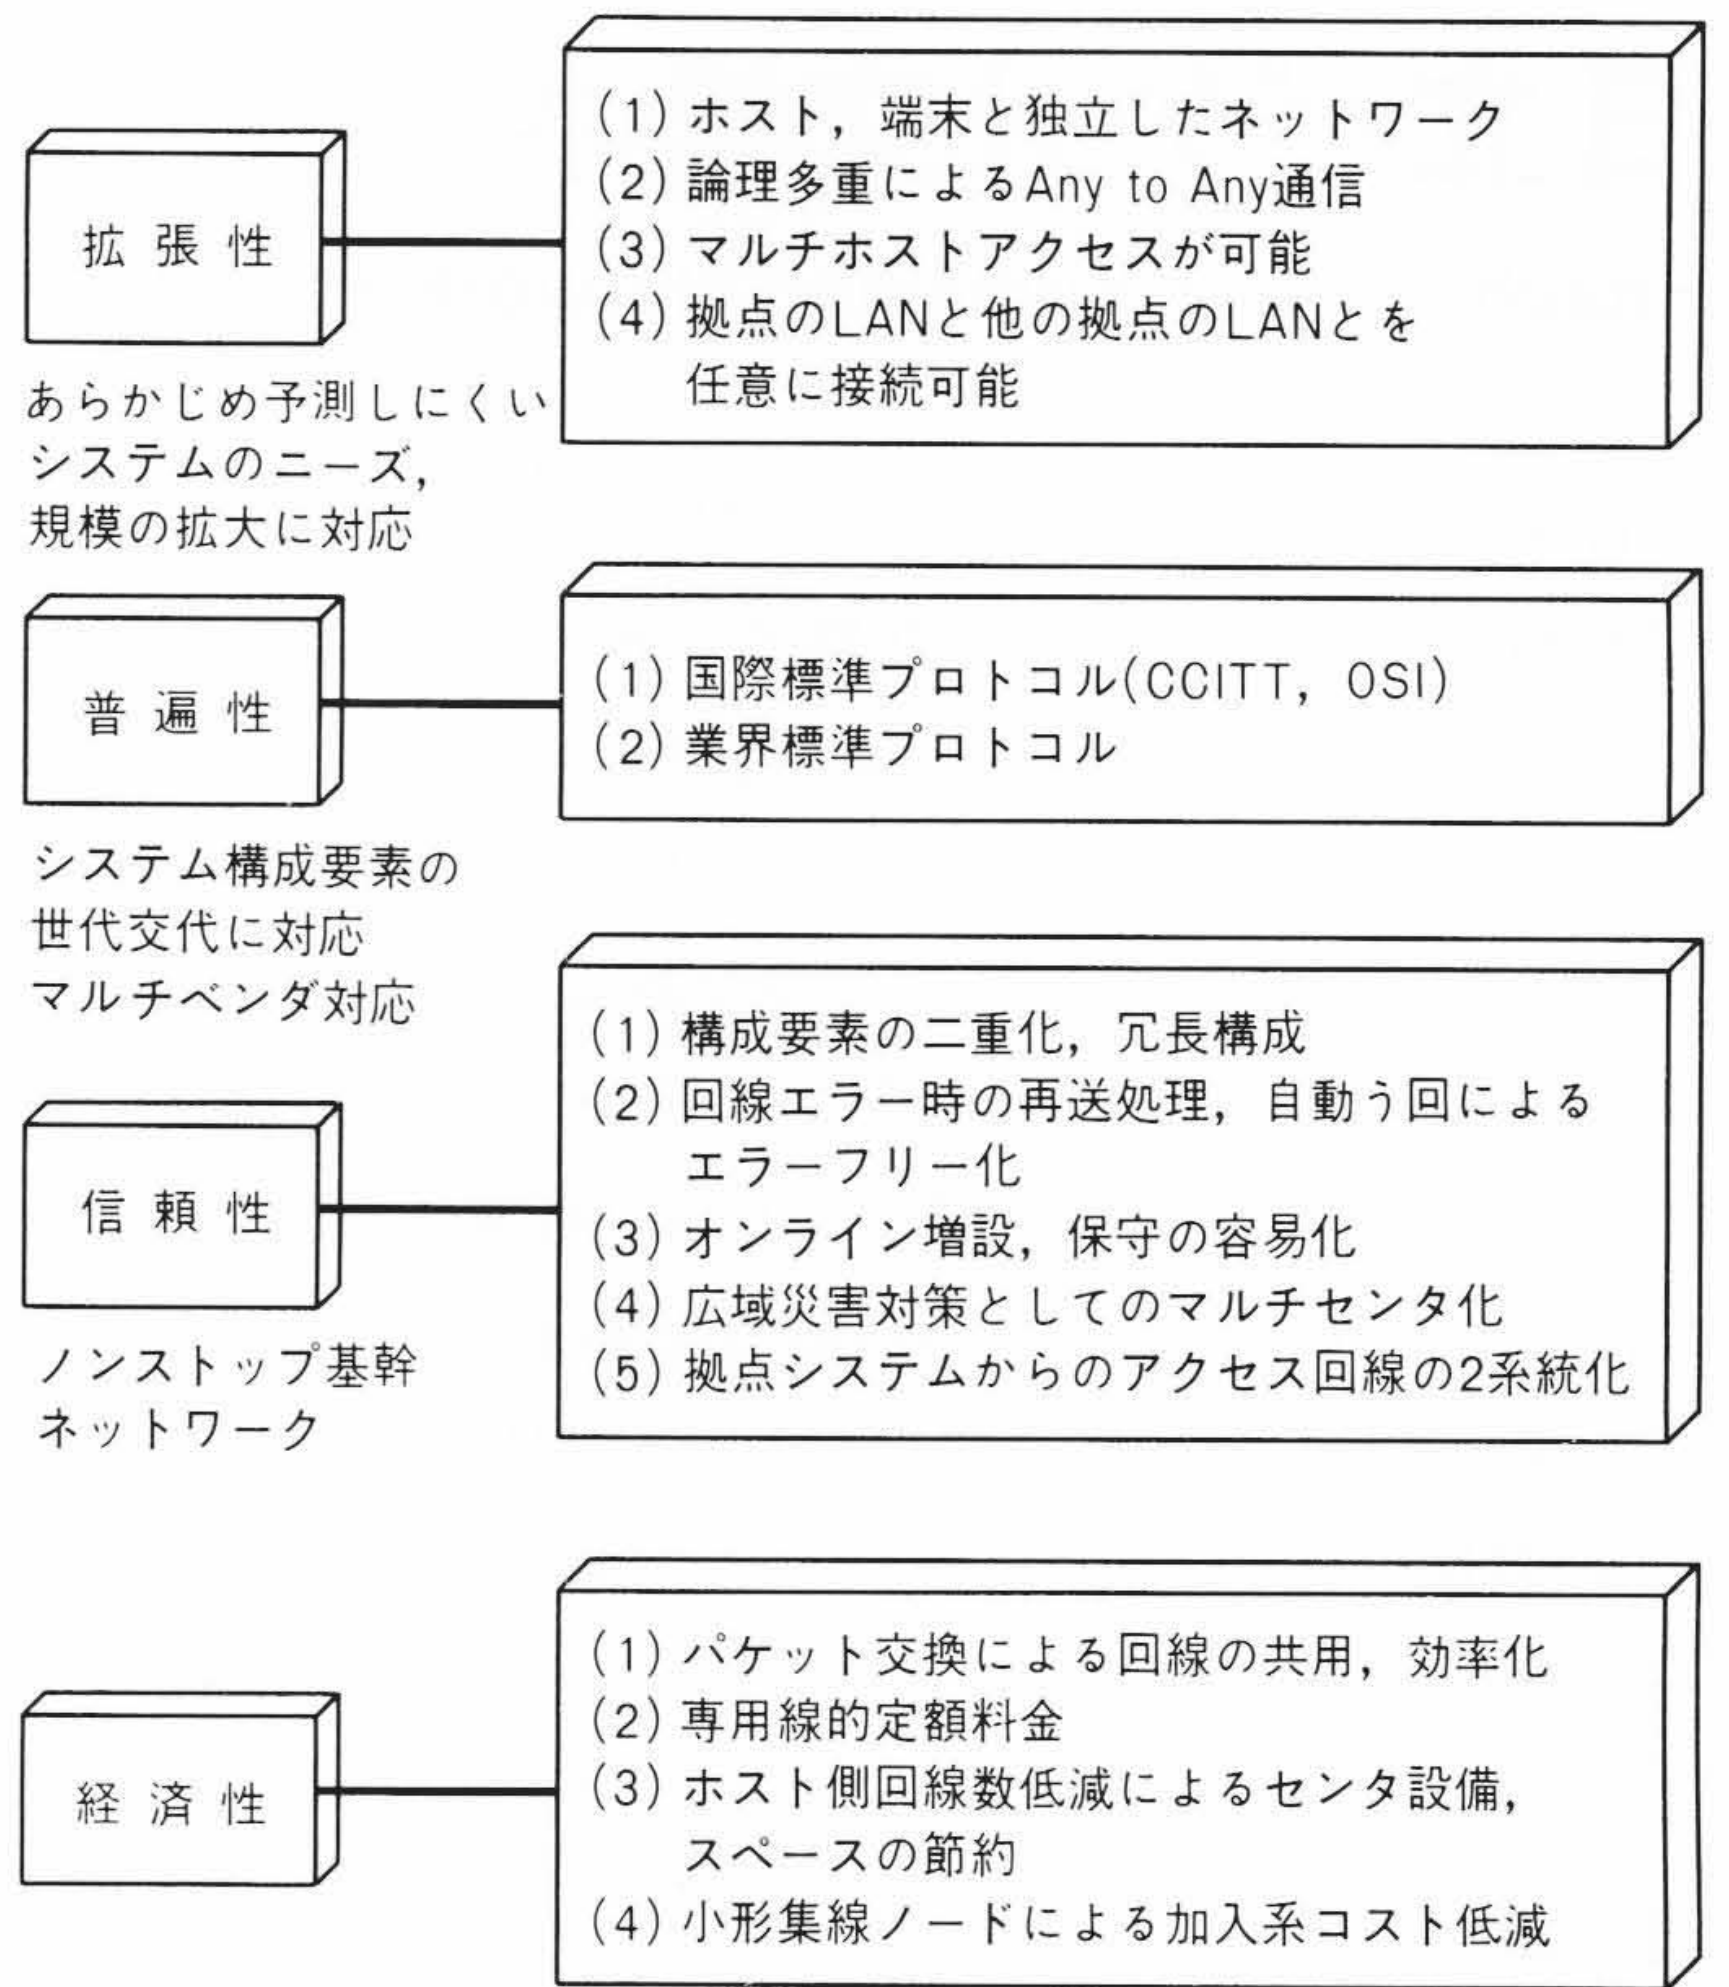 拡張性
あらかじめ予測しにくい
システムのニーズ，
規模の拡大に対応
(1) ホスト，端末と独立したネットワーク
(2) 論理多重によるAny to Any通信
(3) マルチホストアクセスが可能
(4) 拠点のLANと他の拠点のLANとを
任意に接続可能
普遍性
システム構成要素の
世代交代に対応
マルチベンダ対応
(1) 国際標準プロトコル(CCITT，OSI)
(2) 業界標準プロトコル
信頼性
ノンストップ基幹
ネットワーク
(1) 構成要素の二重化，冗長構成
(2) 回線エラー時の再送処理，自動う回による
エラーフリー化
(3) オンライン増設，保守の容易化
(4) 広域災害対策としてのマルチセンタ化
(5) 拠点システムからのアクセス回線の2系統化
経済性
(1) パケット交換による回線の共用，効率化
(2) 専用線的定額料金
(3) ホスト側回線数低減によるセンタ設備，
スペースの節約
(4) 小形集線ノードによる加入系コスト低減